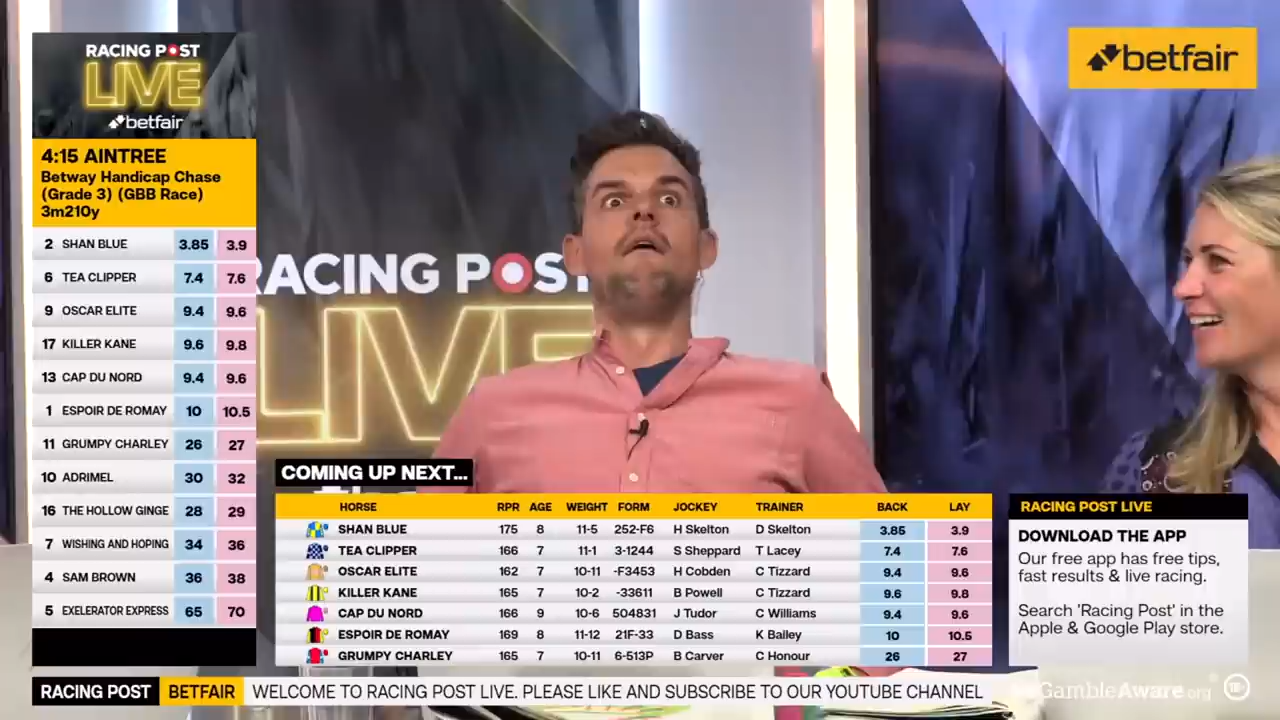 RACING POST
LIVE
betfair
4:15 AINTREE
Betway Handicap Chase
(Grade 3) (GBB Race)
3m210y
2 SHAN BLUE 3.85 3.9
6 TEA CLIPPER 7.4 7.6
9 OSCAR ELITE 9.4 9.6
17 KILLER KANE 9.6 9.8
13 CAP DU NORD 9.4 9.6
1 ESPOIR DE ROMAY 10 10.5
11 GRUMPY CHARLEY 26 27
10 ADRIMEL 30 32
16 THE HOLLOW GINGE 28 29
7 WISHING AND HOPING 34 36
4 SAM BROWN 36 38
5 EXELERATOR EXPRESS 65 70
betfair
RACING POST
LIVE
COMING UP NEXT...
HORSE RPR AGE WEIGHT FORM JOCKEY TRAINER BACK LAY
SHAN BLUE 175 8 11-5 252-F6 H Skelton D Skelton 3.85 3.9
TEA CLIPPER 166 7 11-1 3-1244 S Sheppard T Lacey 7.4 7.6
OSCAR ELITE 162 7 10-11 -F3453 H Cobden C Tizzard 9.4 9.6
KILLER KANE 165 7 10-2 -33611 B Powell C Tizzard 9.6 9.8
CAP DU NORD 166 9 10-6 504831 J Tudor C Williams 9.4 9.6
ESPOIR DE ROMAY 169 8 11-12 21F-33 D Bass K Bailey 10 10.5
GRUMPY CHARLEY 165 7 10-11 6-513P B Carver C Honour 26 27
RACING POST LIVE
DOWNLOAD THE APP
Our free app has free tips,
fast results & live racing.
Search 'Racing Post' in the
Apple & Google Play store.
RACING POST BETFAIR WELCOME TO RACING POST LIVE. PLEASE LIKE AND SUBSCRIBE TO OUR YOUTUBE CHANNEL
GambleAware.org 18+